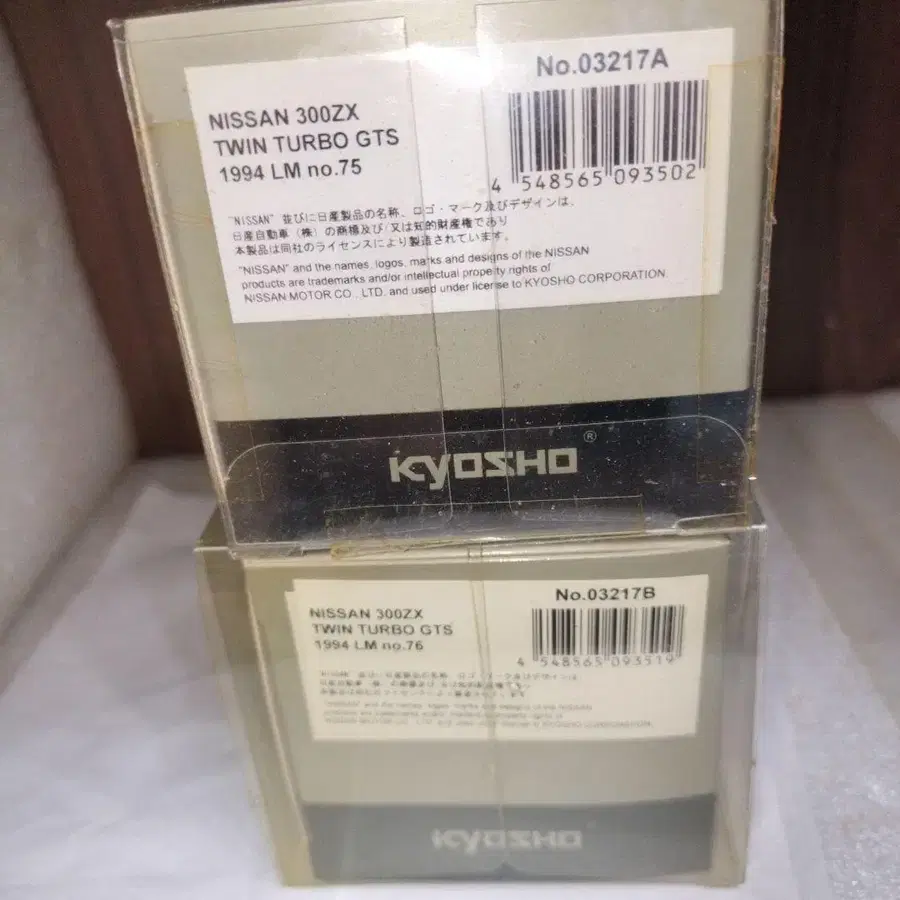 No.03217A
NISSAN 300ZX
TWIN TURBO GTS
1994 LM no.75
4 548565 093502
"NISSAN" 並びに日産製品の名称、ロゴ・マーク及びデザインは、
日産自動車（株）の商標及び/又は知的財産権であり
本製品は同社のライセンスにより製造されています。
"NISSAN" and the names, logos, marks and designs of the NISSAN
products are trademarks and/or intellectual property rights of
NISSAN MOTOR CO., LTD. and used under license to KYOSHO CORPORATION.
KYOSHO®
No.03217B
NISSAN 300ZX
TWIN TURBO GTS
1994 LM no.76
4 548565 093519
KYOSHO